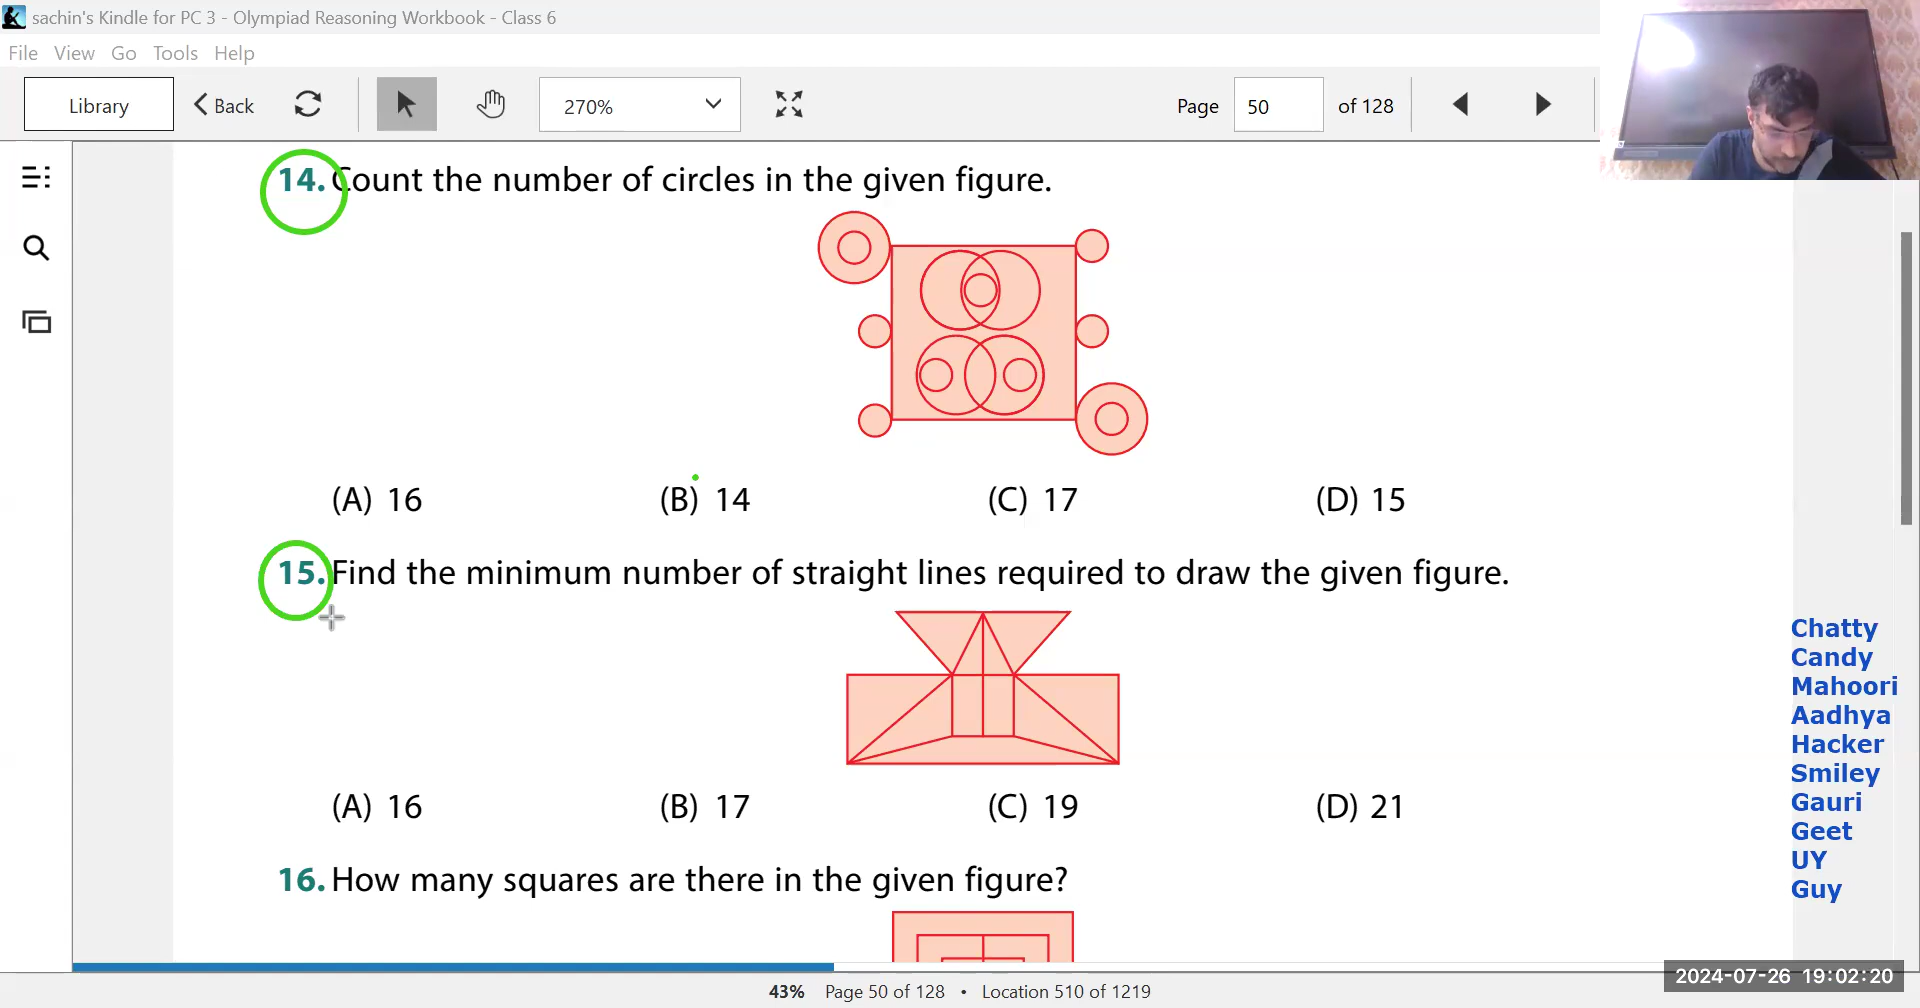 sachin's Kindle for PC 3 - Olympiad Reasoning Workbook - Class 6
File View Go Tools Help
Library Back 270% Page 50 of 128
14. Count the number of circles in the given figure.
(A) 16 (B) 14 (C) 17 (D) 15
15. Find the minimum number of straight lines required to draw the given figure.
(A) 16 (B) 17 (C) 19 (D) 21
16. How many squares are there in the given figure?
Chatty
Candy
Mahoori
Aadhya
Hacker
Smiley
Gauri
Geet
UY
Guy
2024-07-26 19:02:20
43% Page 50 of 128 • Location 510 of 1219